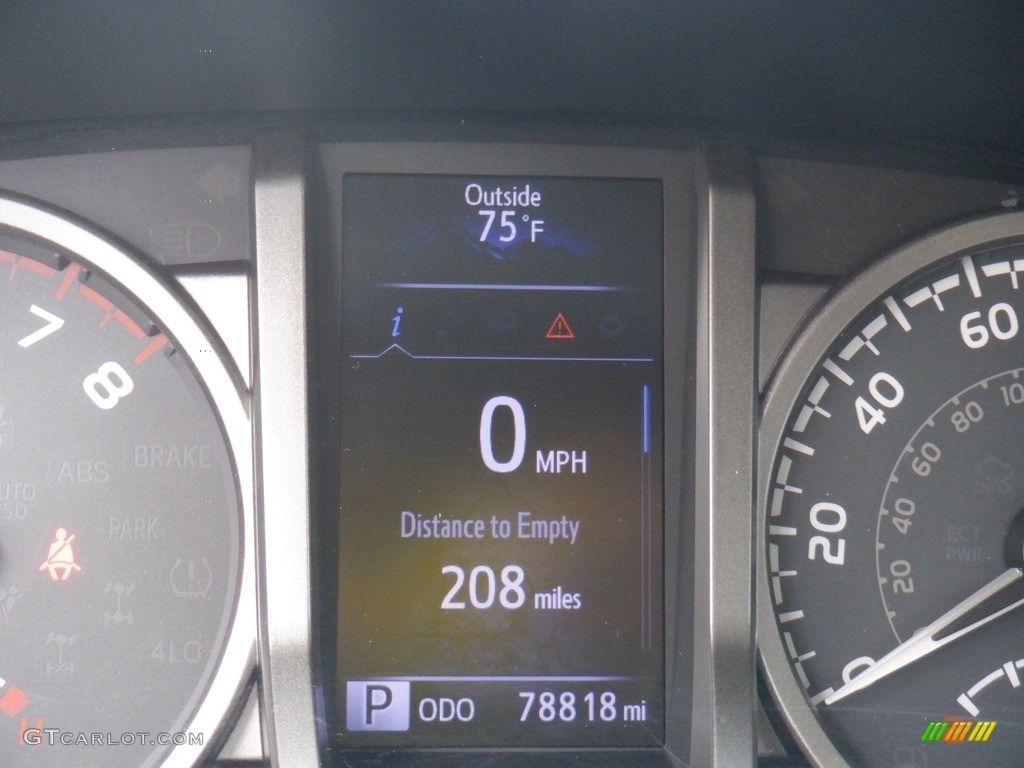 Outside
75°F
i
0 MPH
Distance to Empty
208 miles
P ODO 78818 mi
7
8
ABS
BRAKE
PARK
4LO
H
0
20
40
60
20
40
60
80
ECT
PWR
GTCARLOT.COM